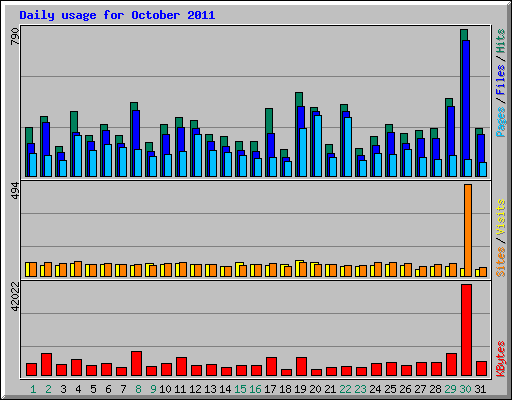 Daily usage for October 2011
790
Pages / Files / Hits
494
Sites / Visits
42022
KBytes
1 2 3 4 5 6 7 8 9 10 11 12 13 14 15 16 17 18 19 20 21 22 23 24 25 26 27 28 29 30 31